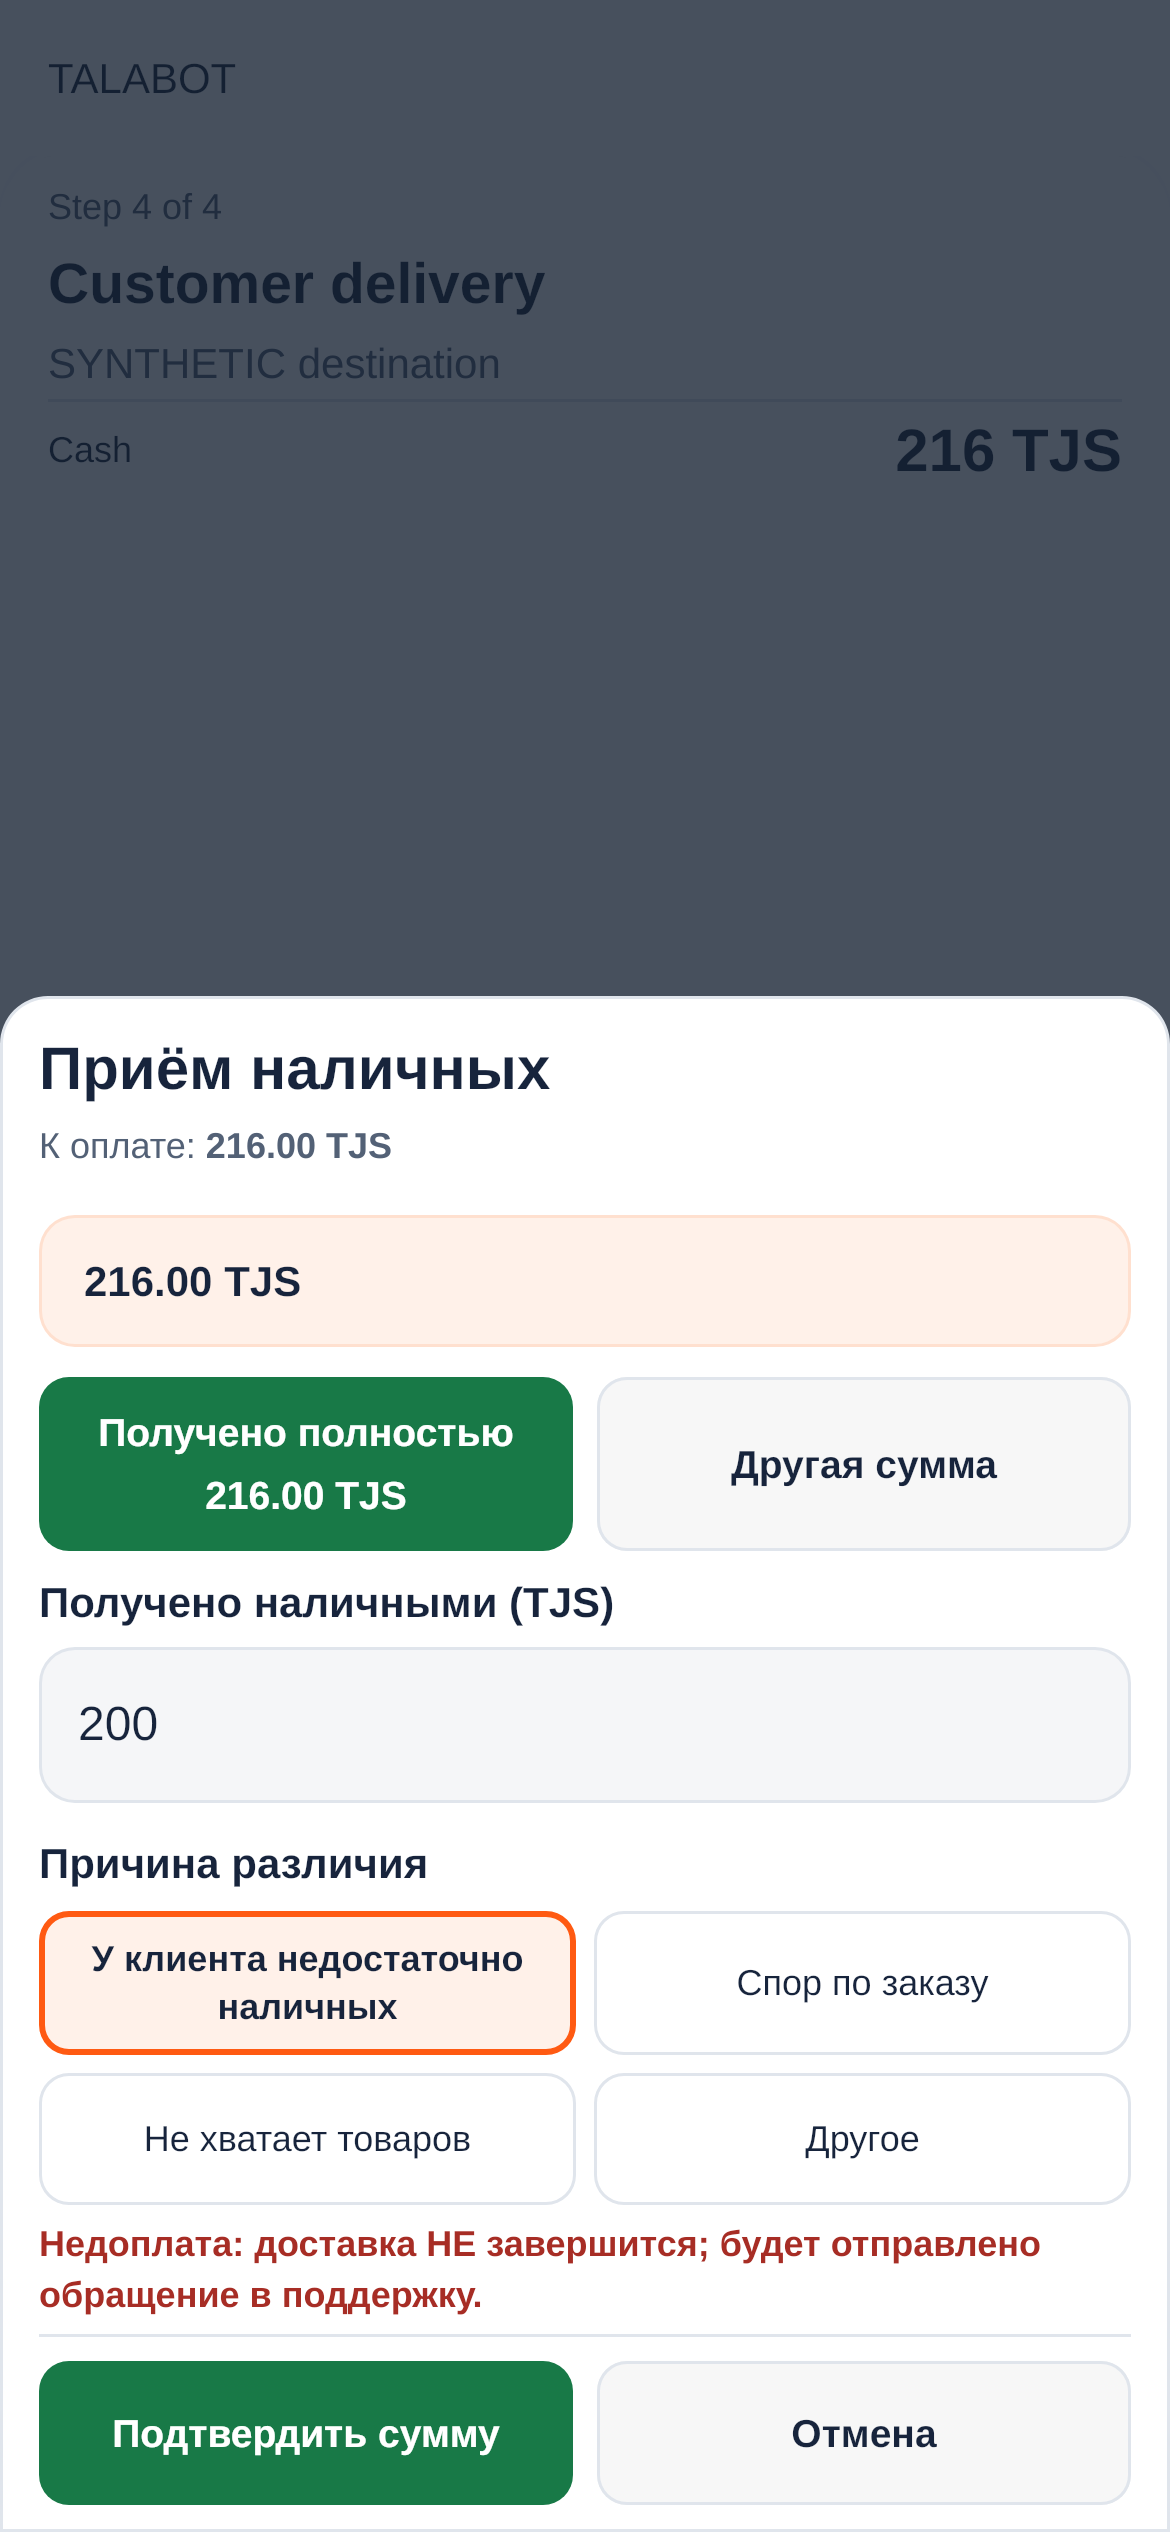 TALABOT
Step 4 of 4
Customer delivery
SYNTHETIC destination
Cash
216 TJS
Приём наличных
К оплате: 216.00 TJS
216.00 TJS
Получено полностью
216.00 TJS
Другая сумма
Получено наличными (TJS)
200
Причина различия
У клиента недостаточно
наличных
Спор по заказу
Не хватает товаров
Другое
Недоплата: доставка НЕ завершится; будет отправлено
обращение в поддержку.
Подтвердить сумму
Отмена